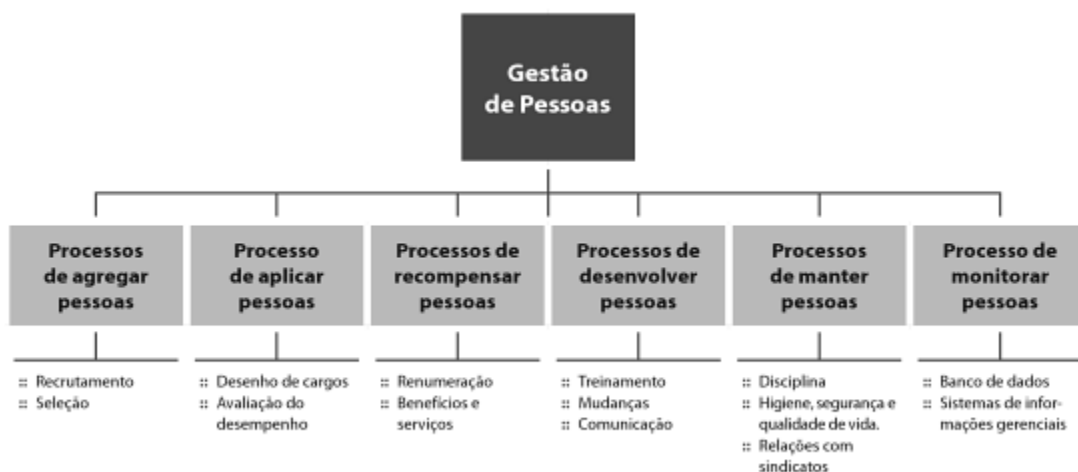 Gestão
de Pessoas
Processos
de agregar
pessoas
Processo
de aplicar
pessoas
Processos de
recompensar
pessoas
Processos de
desenvolver
pessoas
Processos
de manter
pessoas
Processo de
monitorar
pessoas
:: Recrutamento
:: Seleção
:: Desenho de cargos
:: Avaliação do
desempenho
:: Renumeração
:: Benefícios e
serviços
:: Treinamento
:: Mudanças
:: Comunicação
:: Disciplina
:: Higiene, segurança e
qualidade de vida.
:: Relações com
sindicatos
:: Banco de dados
:: Sistemas de infor-
mações gerenciais